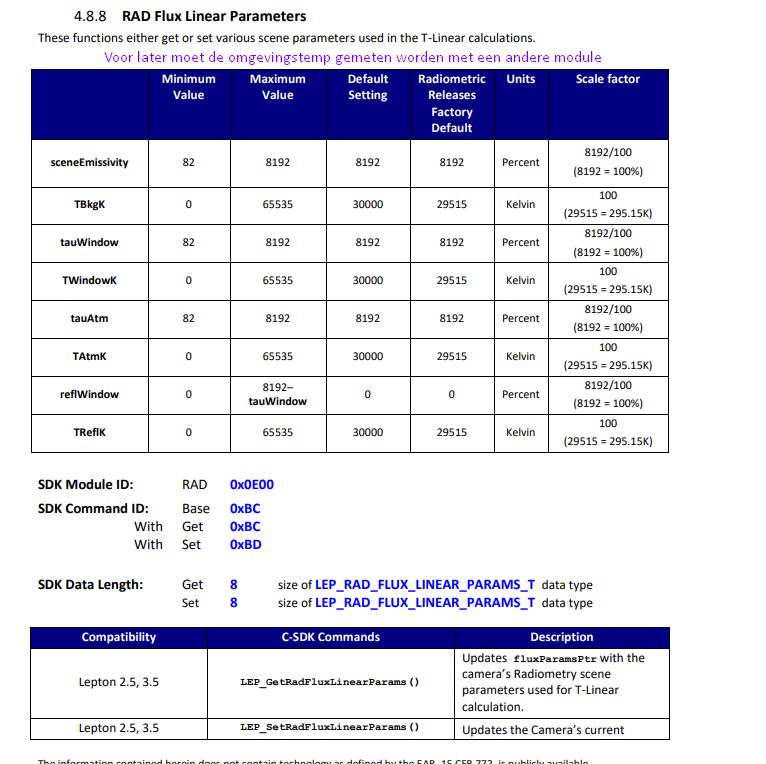 4.8.8 RAD Flux Linear Parameters
These functions either get or set various scene parameters used in the T-Linear calculations.
Voor later moet de omgevingstemp gemeten worden met een andere module
Minimum Value Maximum Value Default Setting Radiometric Releases Factory Default Units Scale factor
sceneEmissivity 82 8192 8192 8192 Percent 8192/100 (8192 = 100%)
TBkgK 0 65535 30000 29515 Kelvin 100 (29515 = 295.15K)
tauWindow 82 8192 8192 8192 Percent 8192/100 (8192 = 100%)
TWindowK 0 65535 30000 29515 Kelvin 100 (29515 = 295.15K)
tauAtm 82 8192 8192 8192 Percent 8192/100 (8192 = 100%)
TAtmK 0 65535 30000 29515 Kelvin 100 (29515 = 295.15K)
reflWindow 0 8192– tauWindow 0 0 Percent 8192/100 (8192 = 100%)
TReflK 0 65535 30000 29515 Kelvin 100 (29515 = 295.15K)
SDK Module ID: RAD 0x0E00
SDK Command ID: Base 0xBC
With Get 0xBC
With Set 0xBD
SDK Data Length: Get 8 size of LEP_RAD_FLUX_LINEAR_PARAMS_T data type
Set 8 size of LEP_RAD_FLUX_LINEAR_PARAMS_T data type
Compatibility C-SDK Commands Description
Lepton 2.5, 3.5 LEP_GetRadFluxLinearParams() Updates fluxParamsPtr with the camera's Radiometry scene parameters used for T-Linear calculation.
Lepton 2.5, 3.5 LEP_SetRadFluxLinearParams() Updates the Camera's current
The information contained herein does not contain technology as defined by the EAR, 15 CFR 772, is publicly available